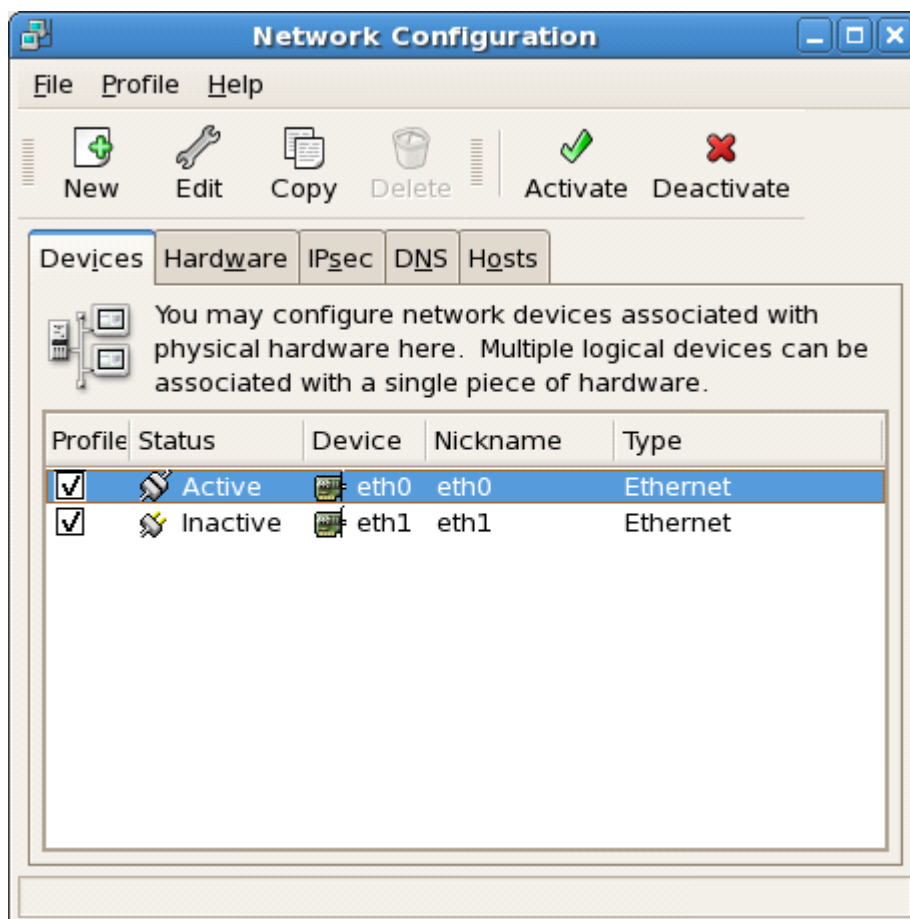 Network Configuration
File Profile Help
New Edit Copy Delete Activate Deactivate
Devices Hardware IPsec DNS Hosts
You may configure network devices associated with
physical hardware here. Multiple logical devices can be
associated with a single piece of hardware.
Profile Status Device Nickname Type
Active eth0 eth0 Ethernet
Inactive eth1 eth1 Ethernet